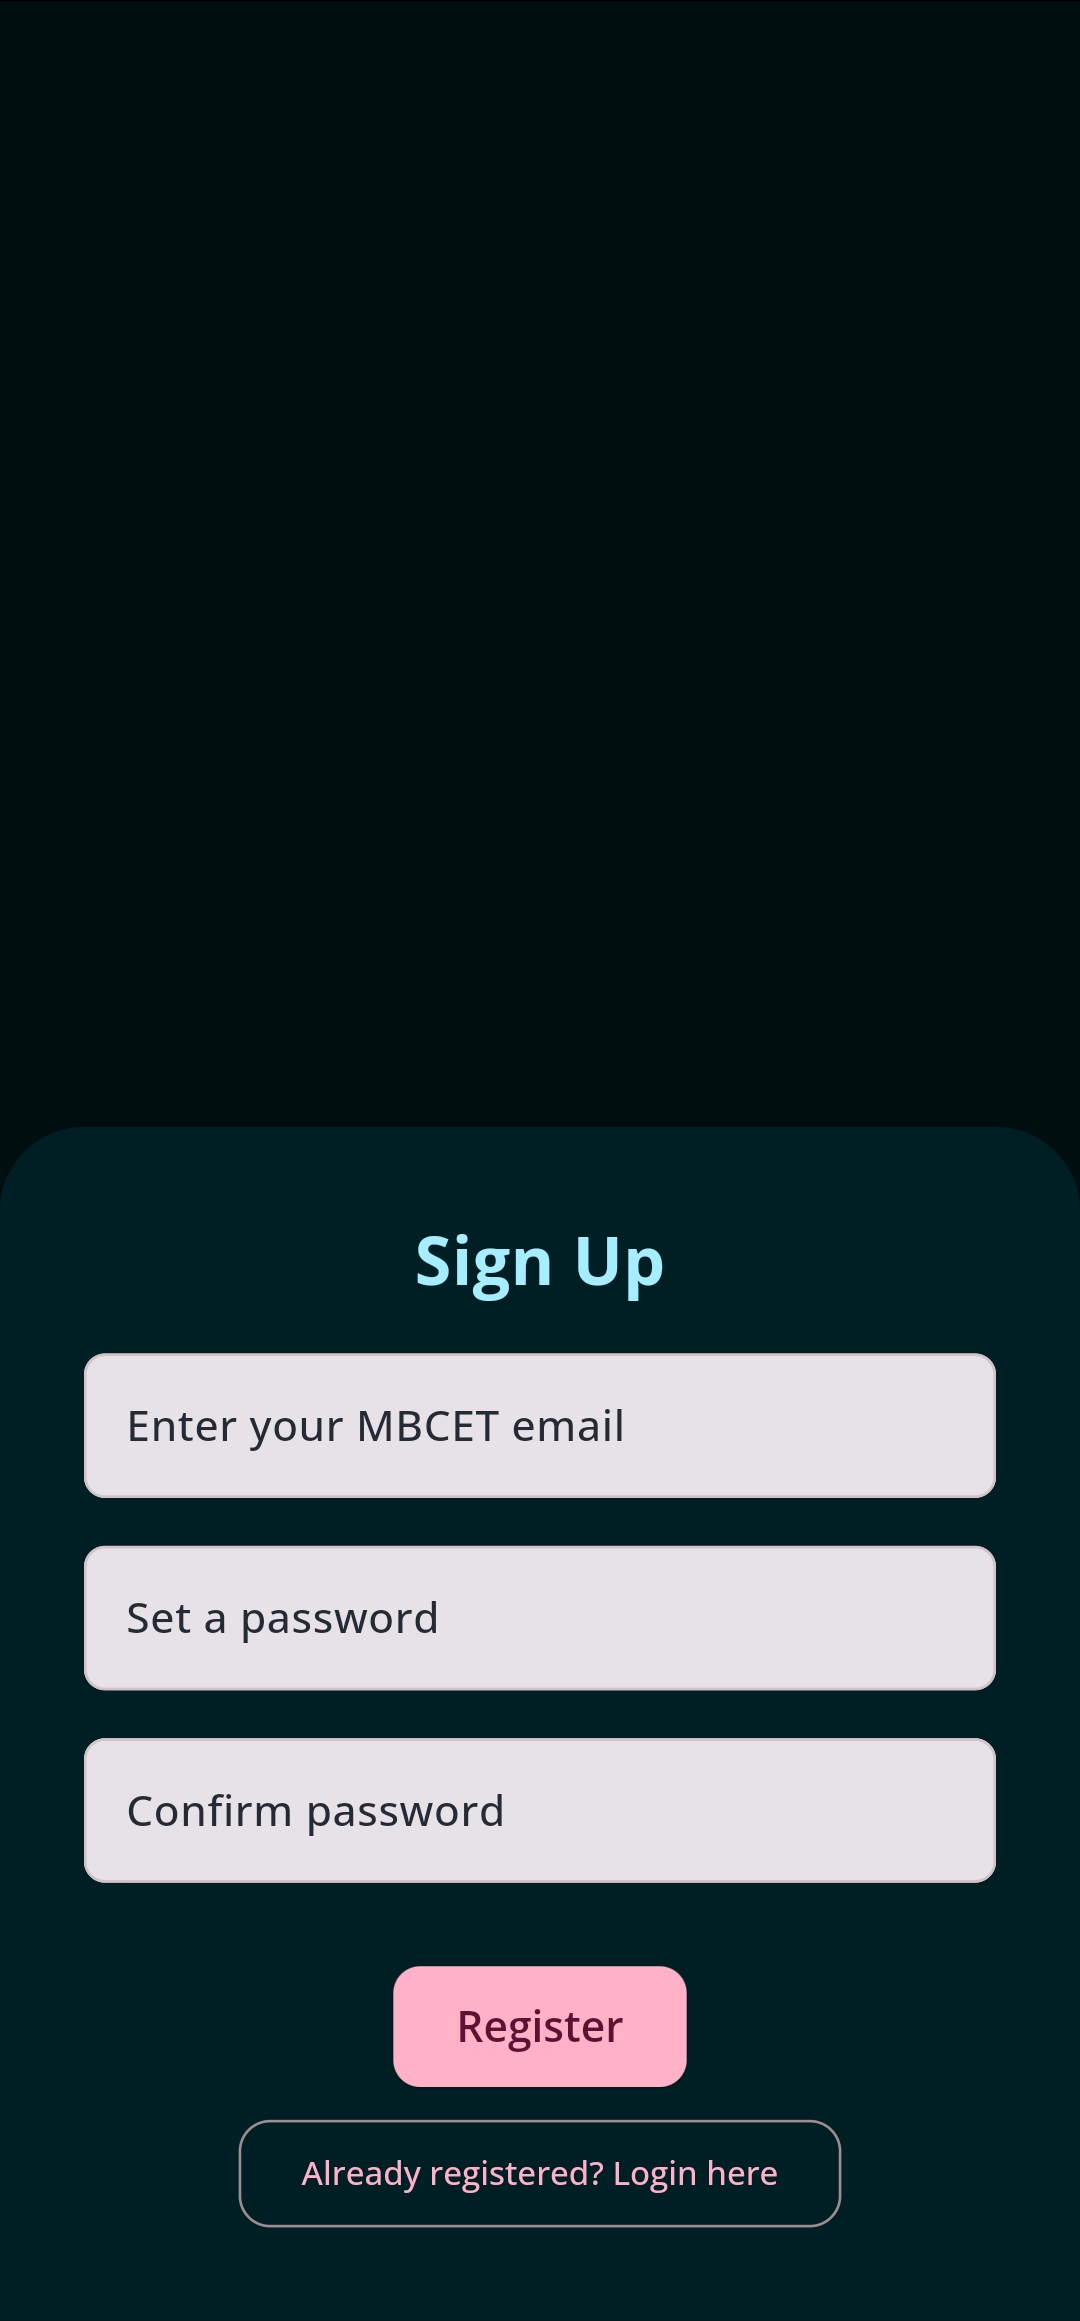 Sign Up
Enter your MBCET email
Set a password
Confirm password
Register
Already registered? Login here